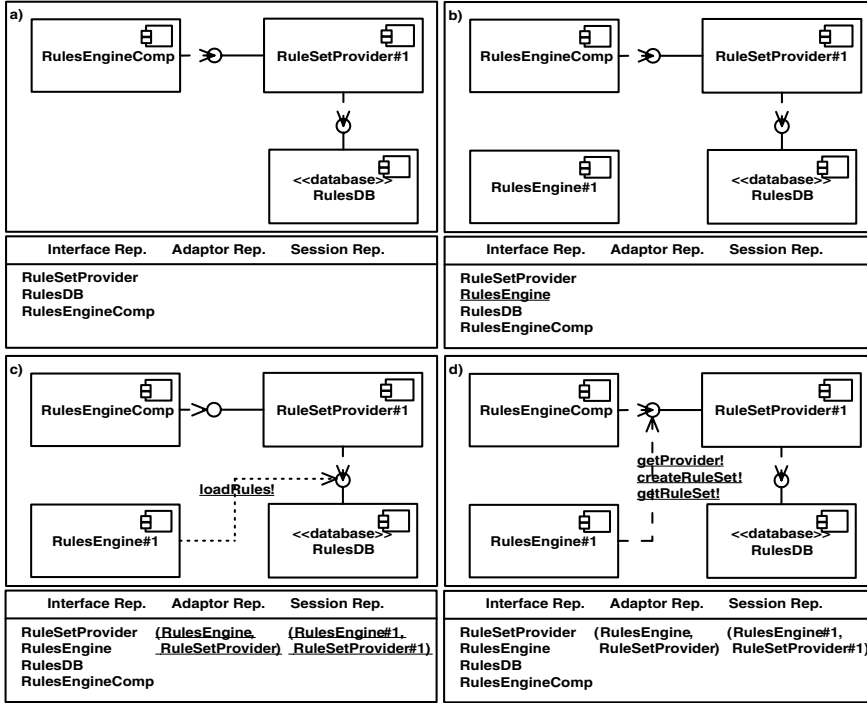 a)
RulesEngineComp
RuleSetProvider#1
<<database>>
RulesDB
Interface Rep. Adaptor Rep. Session Rep.
RuleSetProvider
RulesDB
RulesEngineComp
b)
RulesEngineComp
RuleSetProvider#1
RulesEngine#1
<<database>>
RulesDB
Interface Rep. Adaptor Rep. Session Rep.
RuleSetProvider
RulesEngine
RulesDB
RulesEngineComp
c)
RulesEngineComp
RuleSetProvider#1
loadRules!
RulesEngine#1
<<database>>
RulesDB
Interface Rep. Adaptor Rep. Session Rep.
RuleSetProvider (RulesEngine, (RulesEngine#1,
RulesEngine RuleSetProvider) RuleSetProvider#1)
RulesDB
RulesEngineComp
d)
RulesEngineComp
RuleSetProvider#1
getProvider!
createRuleSet!
getRuleSet!
RulesEngine#1
<<database>>
RulesDB
Interface Rep. Adaptor Rep. Session Rep.
RuleSetProvider (RulesEngine, (RulesEngine#1,
RulesEngine RuleSetProvider) RuleSetProvider#1)
RulesDB
RulesEngineComp